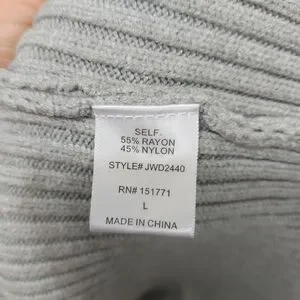 SELF:
55% RAYON
45% NYLON
STYLE# JWD2440
RN# 151771
L
MADE IN CHINA